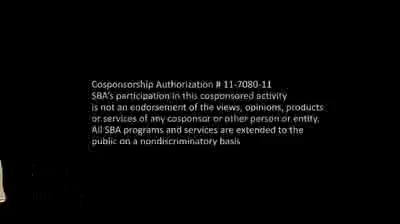 Cosponsorship Authorization # 11-7080-11
SBA's participation in this cosponsored activity
is not an endorsement of the views, opinions, products
or services of any cosponsor or other person or entity.
All SBA programs and services are extended to the
public on a nondiscriminatory basis